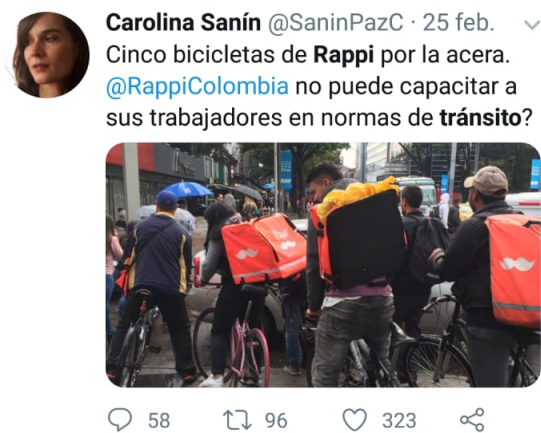 Carolina Sanín @SaninPazC · 25 feb.
Cinco bicicletas de Rappi por la acera.
@RappiColombia no puede capacitar a
sus trabajadores en normas de tránsito?
58 96 323